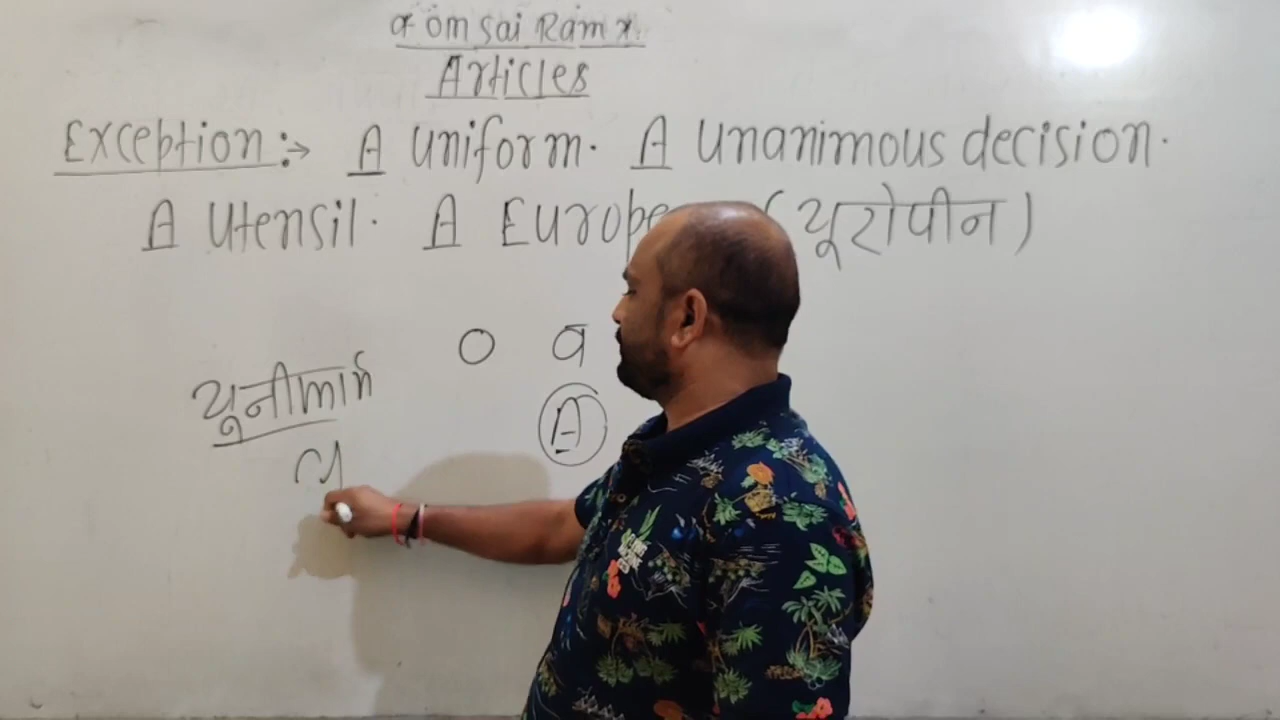 x om sai Ram x
Articles
Exception :→ A uniform. A unanimous decision.
A Utensil. A Europe (यूरोपीन)
o व
A